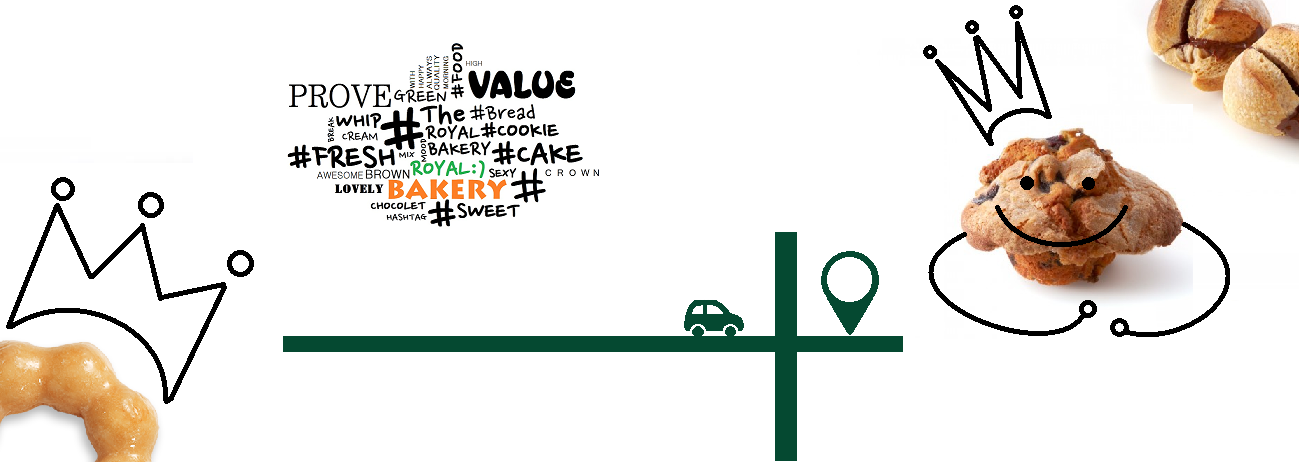 WITH
HAPPY
ALWAYS
QUALITY
MORNING
#FOOD
HIGH
VALUE
PROVE
GREEN
BREAK
WHIP
CREAM
#
The
#Bread
ROYAL
#COOKIE
#FRESH
MIX
MOOD
BAKERY
#CAKE
AWESOME
BROWN
ROYAL:)
SEXY
CROWN
LOVELY
BAKERY
#
CHOCOLET
HASHTAG
#SWEET